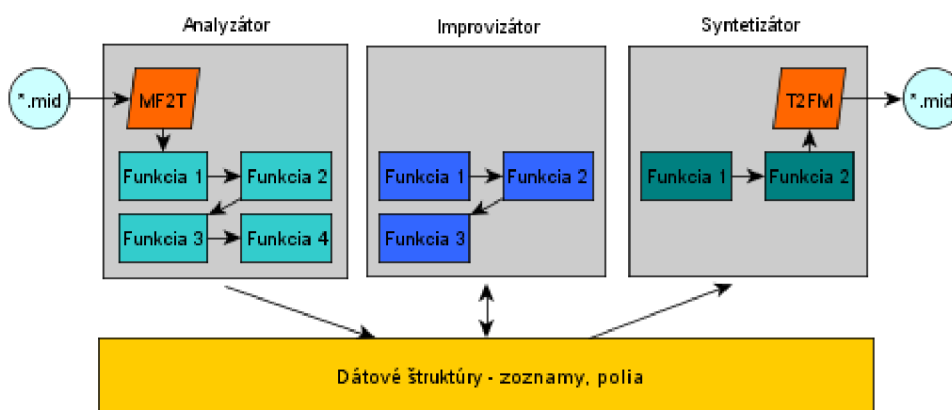 Analyzátor
Improvizátor
Syntetizátor
*.mid
MF2T
T2FM
*.mid
Funkcia 1
Funkcia 2
Funkcia 1
Funkcia 2
Funkcia 1
Funkcia 2
Funkcia 3
Funkcia 4
Funkcia 3
Dátové štruktúry - zoznamy, polia